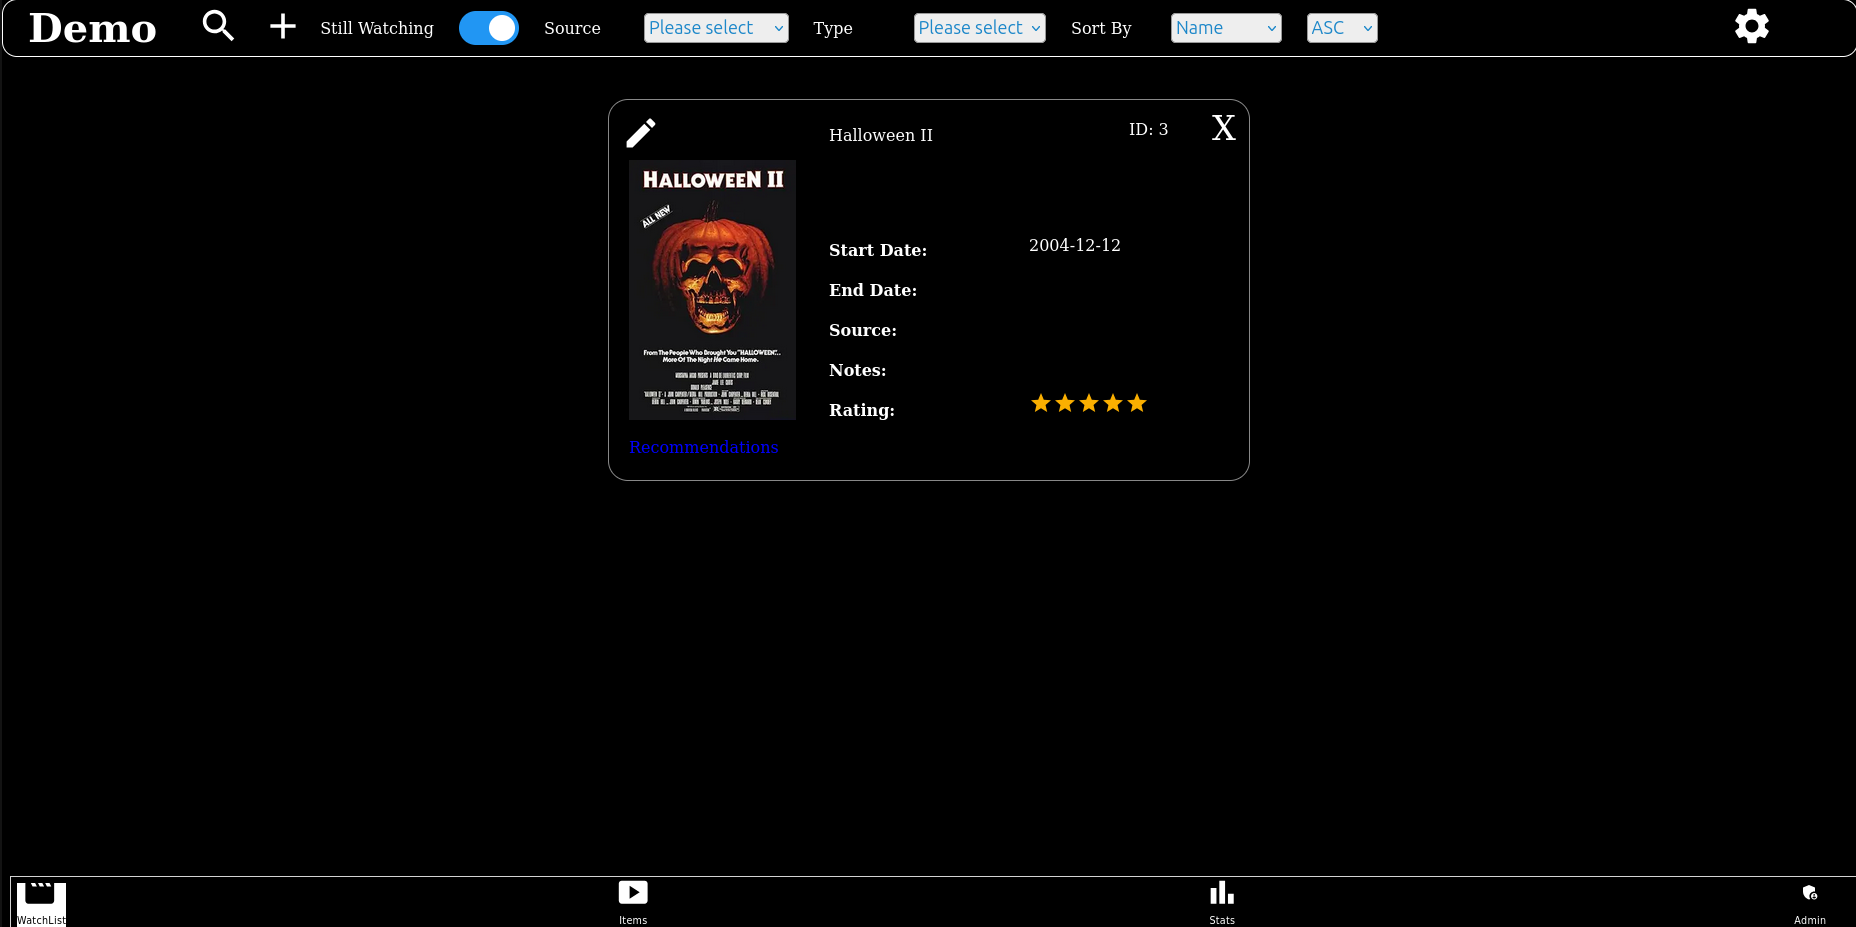 Demo Still Watching Source Please select Type Please select Sort By Name ASC
Halloween II ID: 3 X
HALLOWEEN II
ALL NEW
From The People Who Brought You "HALLOWEEN"...
More Of The Night He Came Home.
Start Date: 2004-12-12
End Date:
Source:
Notes:
Rating:
Recommendations
WatchList Items Stats Admin